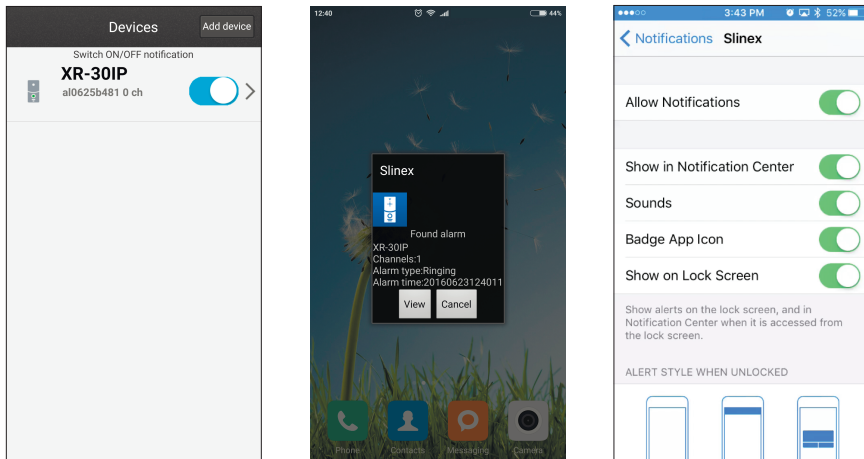 Devices
Add device
Switch ON/OFF notification
XR-30IP
al0625b481 0 ch
12:40
44%
Slinex
Found alarm
XR-30IP
Channels:1
Alarm type:Ringing
Alarm time:20160623124011
View
Cancel
Phone
Contacts
Messaging
Camera
3:43 PM
52%
Notifications
Slinex
Allow Notifications
Show in Notification Center
Sounds
Badge App Icon
Show on Lock Screen
Show alerts on the lock screen, and in
Notification Center when it is accessed from
the lock screen.
ALERT STYLE WHEN UNLOCKED